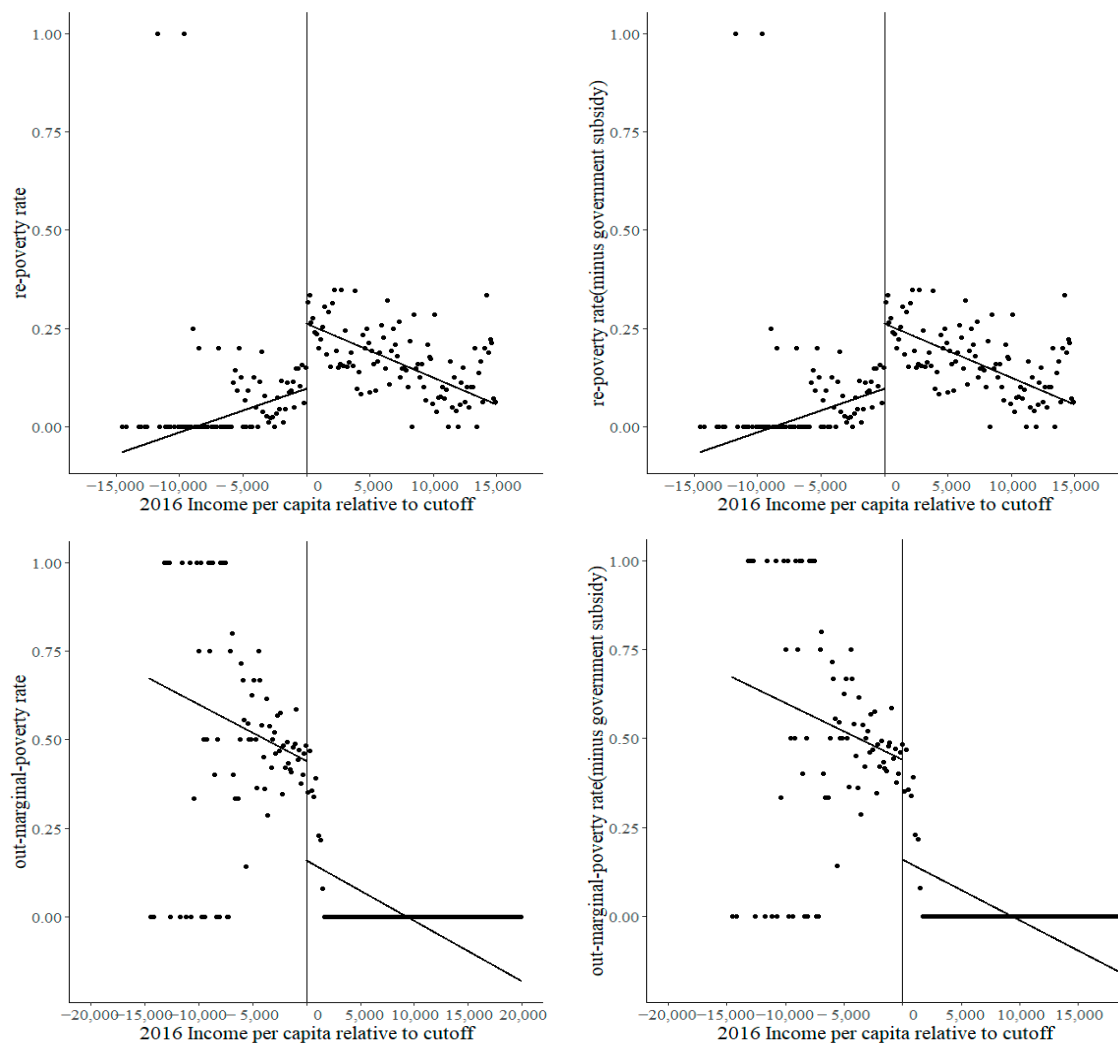 re-poverty rate
1.00
0.75
0.50
0.25
0.00
−15,000 −10,000 −5,000 0 5,000 10,000 15,000
2016 Income per capita relative to cutoff
re-poverty rate(minus government subsidy)
1.00
0.75
0.50
0.25
0.00
−15,000 −10,000 −5,000 0 5,000 10,000 15,000
2016 Income per capita relative to cutoff
out-marginal-poverty rate
1.00
0.75
0.50
0.25
0.00
−20,000 −15,000 −10,000 −5,000 0 5,000 10,000 15,000 20,000
2016 Income per capita relative to cutoff
out-marginal-poverty rate(minus government subsidy)
1.00
0.75
0.50
0.25
0.00
−20,000 −15,000 −10,000 −5,000 0 5,000 10,000 15,000
2016 Income per capita relative to cutoff